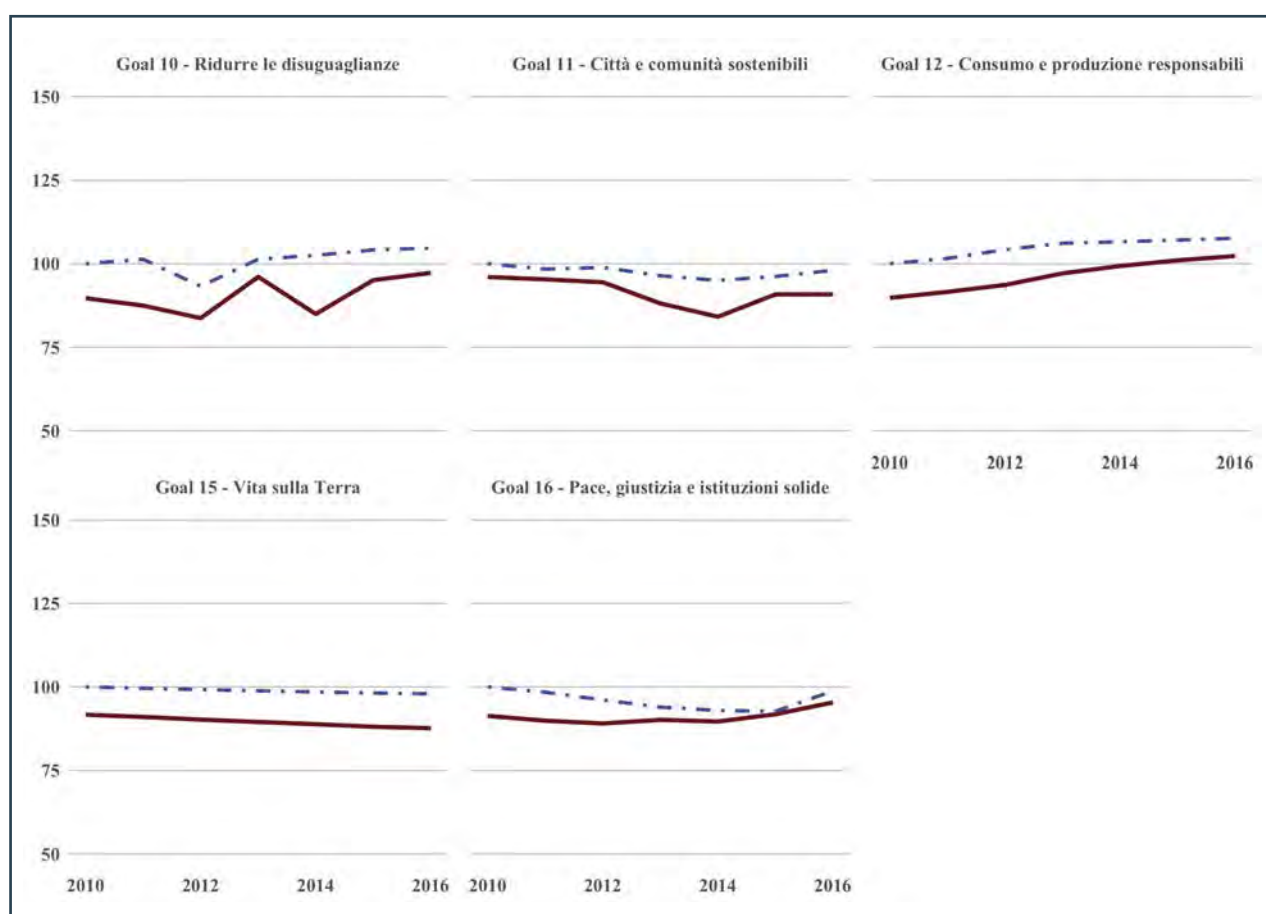 Goal 10 - Ridurre le disuguaglianze
Goal 11 - Città e comunità sostenibili
Goal 12 - Consumo e produzione responsabili
150
125
100
75
50
2010 2012 2014 2016
Goal 15 - Vita sulla Terra
Goal 16 - Pace, giustizia e istituzioni solide
150
125
100
75
50
2010 2012 2014 2016
2010 2012 2014 2016